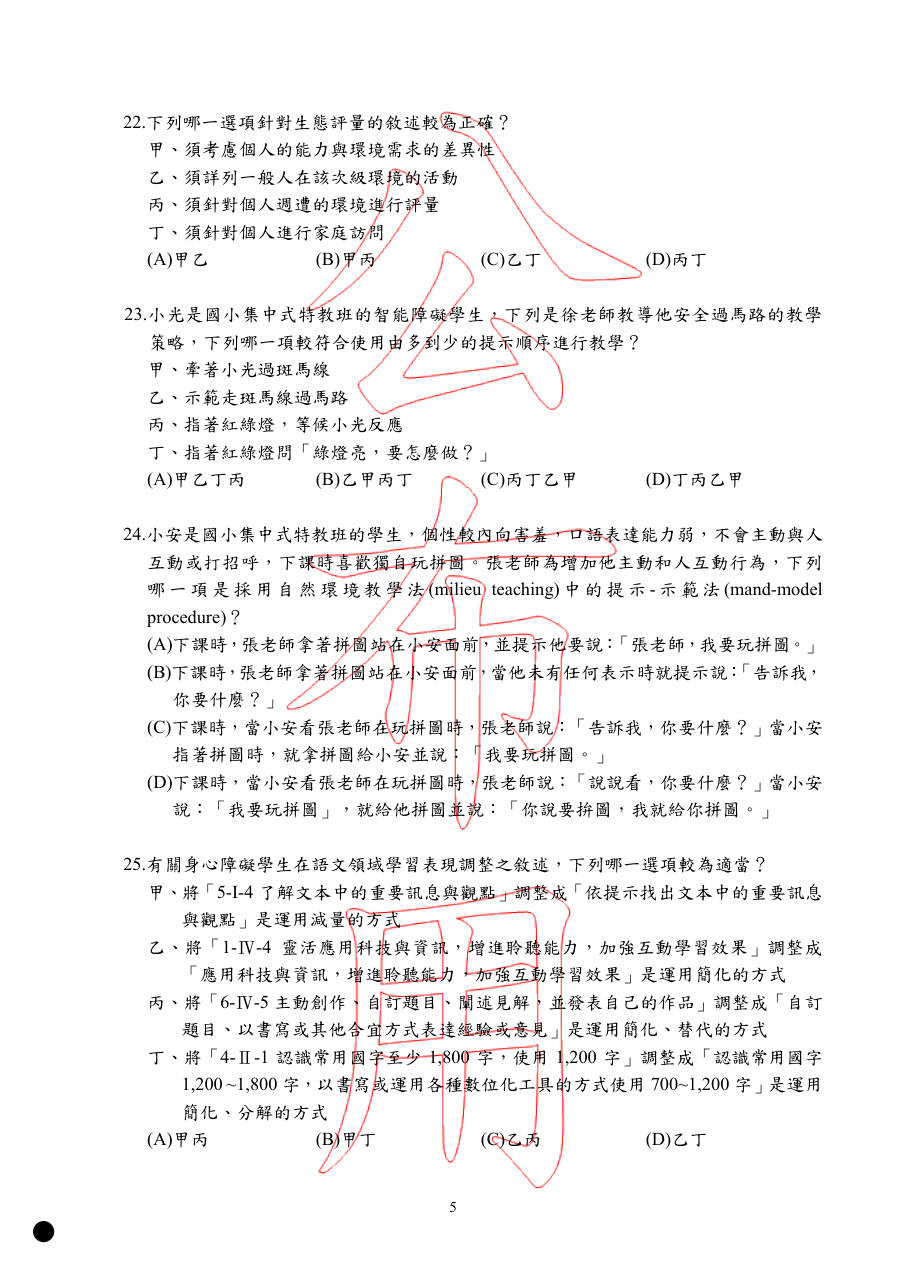 22.下列哪一選項針對生態評量的敘述較為正確？
甲、須考慮個人的能力與環境需求的差異性
乙、須詳列一般人在該次級環境的活動
丙、須針對個人週遭的環境進行評量
丁、須針對個人進行家庭訪問
(A)甲乙 (B)甲丙 (C)乙丁 (D)丙丁
23.小光是國小集中式特教班的智能障礙學生，下列是徐老師教導他安全過馬路的教學
策略，下列哪一項較符合使用由多到少的提示順序進行教學？
甲、牽著小光過斑馬線
乙、示範走斑馬線過馬路
丙、指著紅綠燈，等候小光反應
丁、指著紅綠燈問「綠燈亮，要怎麼做？」
(A)甲乙丁丙 (B)乙甲丙丁 (C)丙丁乙甲 (D)丁丙乙甲
24.小安是國小集中式特教班的學生，個性較內向害羞，口語表達能力弱，不會主動與人
互動或打招呼，下課時喜歡獨自玩拼圖。張老師為增加他主動和人互動行為，下列
哪一項是採用自然環境教學法(milieu teaching)中的提示-示範法(mand-model
procedure)？
(A)下課時，張老師拿著拼圖站在小安面前，並提示他要說：「張老師，我要玩拼圖。」
(B)下課時，張老師拿著拼圖站在小安面前，當他未有任何表示時就提示說：「告訴我，
你要什麼？」
(C)下課時，當小安看張老師在玩拼圖時，張老師說：「告訴我，你要什麼？」當小安
指著拼圖時，就拿拼圖給小安並說：「我要玩拼圖。」
(D)下課時，當小安看張老師在玩拼圖時，張老師說：「說說看，你要什麼？」當小安
說：「我要玩拼圖」，就給他拼圖並說：「你說要拚圖，我就給你拼圖。」
25.有關身心障礙學生在語文領域學習表現調整之敘述，下列哪一選項較為適當？
甲、將「5-I-4 了解文本中的重要訊息與觀點」調整成「依提示找出文本中的重要訊息
與觀點」是運用減量的方式
乙、將「1-Ⅳ-4 靈活應用科技與資訊，增進聆聽能力，加強互動學習效果」調整成
「應用科技與資訊，增進聆聽能力，加強互動學習效果」是運用簡化的方式
丙、將「6-Ⅳ-5 主動創作、自訂題目、闡述見解，並發表自己的作品」調整成「自訂
題目、以書寫或其他合宜方式表達經驗或意見」是運用簡化、替代的方式
丁、將「4-Ⅱ-1 認識常用國字至少 1,800 字，使用 1,200 字」調整成「認識常用國字
1,200 ~1,800 字，以書寫或運用各種數位化工具的方式使用 700~1,200 字」是運用
簡化、分解的方式
(A)甲丙 (B)甲丁 (C)乙丙 (D)乙丁
公布用
5